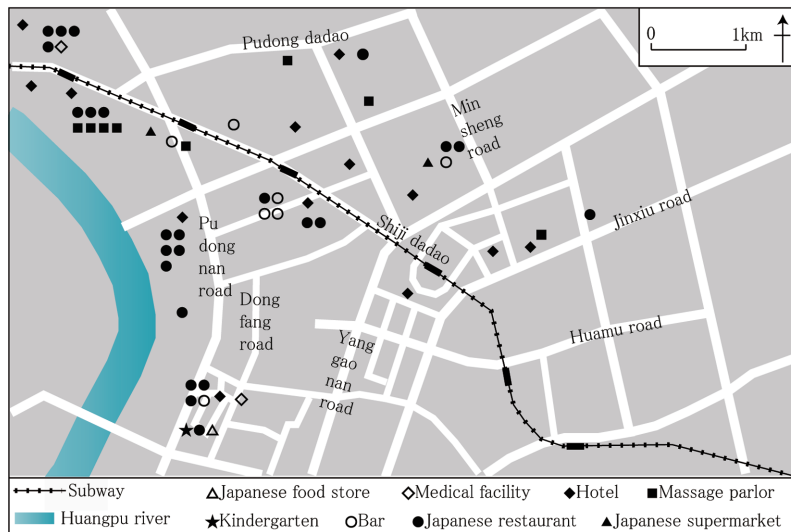 Pudong dadao
0
1km
Min
sheng
road
Jinxiu road
Shiji dadao
Pu
dong
nan
road
Dong
fang
road
Yang
gao
nan
road
Huamu road
Subway
Japanese food store
Medical facility
Hotel
Massage parlor
Huangpu river
Kindergarten
Bar
Japanese restaurant
Japanese supermarket